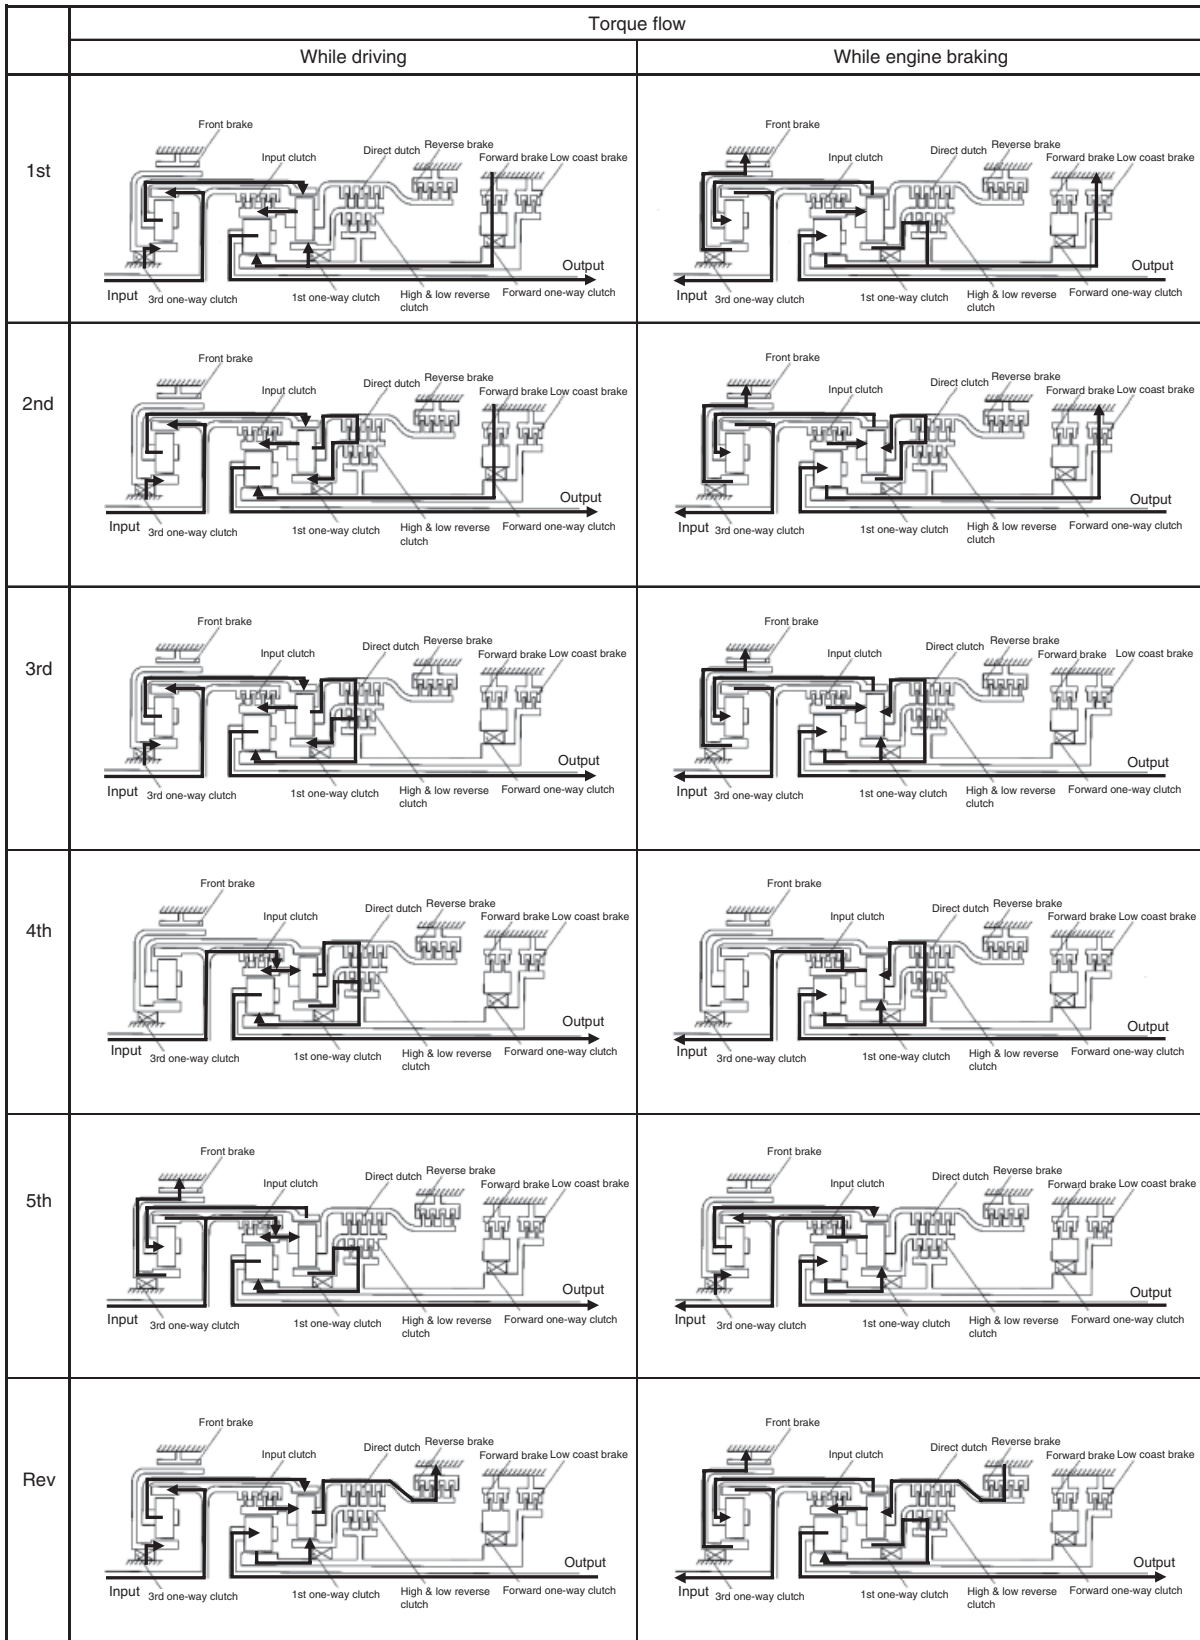 Torque flow
While driving
While engine braking
1st
Front brake
Input clutch
Direct dutch
Reverse brake
Forward brake
Low coast brake
Output
Input
3rd one-way clutch
1st one-way clutch
High & low reverse
clutch
Forward one-way clutch
Front brake
Input clutch
Direct dutch
Reverse brake
Forward brake
Low coast brake
Output
Input
3rd one-way clutch
1st one-way clutch
High & low reverse
clutch
Forward one-way clutch
2nd
Front brake
Input clutch
Direct dutch
Reverse brake
Forward brake
Low coast brake
Output
Input
3rd one-way clutch
1st one-way clutch
High & low reverse
clutch
Forward one-way clutch
Front brake
Input clutch
Direct clutch
Reverse brake
Forward brake
Low coast brake
Output
Input
3rd one-way clutch
1st one-way clutch
High & low reverse
clutch
Forward one-way clutch
3rd
Front brake
Input clutch
Direct dutch
Reverse brake
Forward brake
Low coast brake
Output
Input
3rd one-way clutch
1st one-way clutch
High & low reverse
clutch
Forward one-way clutch
Front brake
Input clutch
Direct clutch
Reverse brake
Forward brake
Low coast brake
Output
Input
3rd one-way clutch
1st one-way clutch
High & low reverse
clutch
Forward one-way clutch
4th
Front brake
Input clutch
Direct dutch
Reverse brake
Forward brake
Low coast brake
Output
Input
3rd one-way clutch
1st one-way clutch
High & low reverse
clutch
Forward one-way clutch
Front brake
Input clutch
Direct dutch
Reverse brake
Forward brake
Low coast brake
Output
Input
3rd one-way clutch
1st one-way clutch
High & low reverse
clutch
Forward one-way clutch
5th
Front brake
Input clutch
Direct dutch
Reverse brake
Forward brake
Low coast brake
Output
Input
3rd one-way clutch
1st one-way clutch
High & low reverse
clutch
Forward one-way clutch
Front brake
Input clutch
Direct dutch
Reverse brake
Forward brake
Low coast brake
Output
Input
3rd one-way clutch
1st one-way clutch
High & low reverse
clutch
Forward one-way clutch
Rev
Front brake
Input clutch
Direct dutch
Reverse brake
Forward brake
Low coast brake
Output
Input
3rd one-way clutch
1st one-way clutch
High & low reverse
clutch
Forward one-way clutch
Front brake
Input clutch
Direct dutch
Reverse brake
Forward brake
Low coast brake
Output
Input
3rd one-way clutch
1st one-way clutch
High & low reverse
clutch
Forward one-way clutch